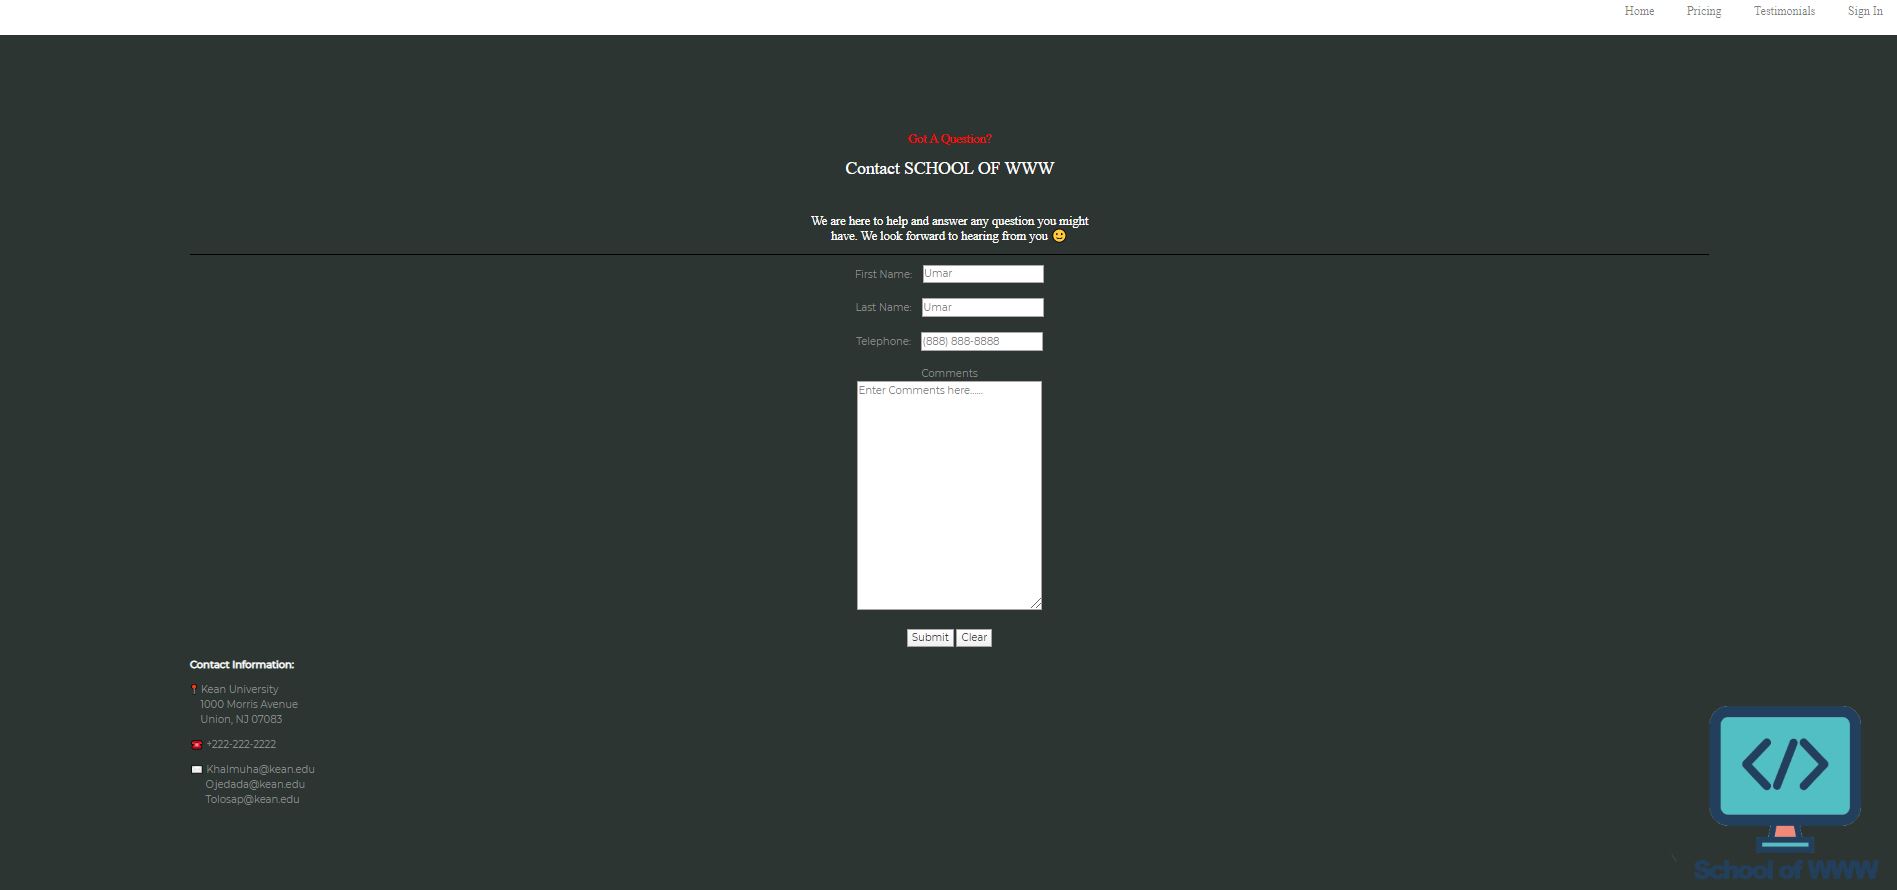 Home Pricing Testimonials Sign In
Got A Question?
Contact SCHOOL OF WWW
We are here to help and answer any question you might
have. We look forward to hearing from you 🙂
First Name: Umar
Last Name: Umar
Telephone: (888) 888-8888
Comments
Enter Comments here......
Submit Clear
Contact Information:
Kean University
1000 Morris Avenue
Union, NJ 07083
+222-222-2222
Khalmuha@kean.edu
Ojedada@kean.edu
Tolosap@kean.edu
</>
School of WWW